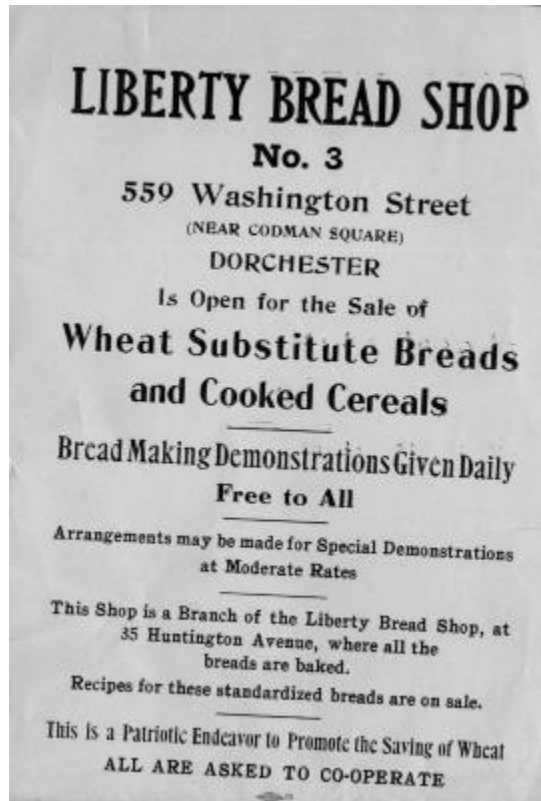 LIBERTY BREAD SHOP
No. 3
559 Washington Street
(NEAR CODMAN SQUARE)
DORCHESTER
Is Open for the Sale of
Wheat Substitute Breads
and Cooked Cereals
Bread Making Demonstrations Given Daily
Free to All
Arrangements may be made for Special Demonstrations
at Moderate Rates
This Shop is a Branch of the Liberty Bread Shop, at
35 Huntington Avenue, where all the
breads are baked.
Recipes for these standardized breads are on sale.
This is a Patriotic Endeavor to Promote the Saving of Wheat
ALL ARE ASKED TO CO-OPERATE